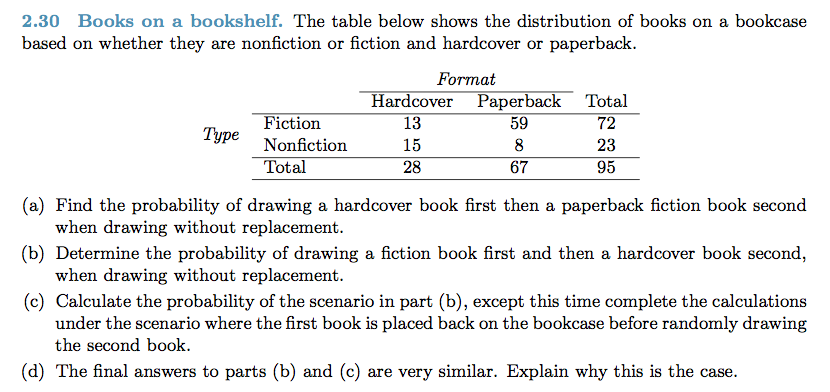 2.30 Books on a bookshelf. The table below shows the distribution of books on a bookcase
based on whether they are nonfiction or fiction and hardcover or paperback.
Format
Hardcover Paperback Total
Type
Fiction 13 59 72
Nonfiction 15 8 23
Total 28 67 95
(a) Find the probability of drawing a hardcover book first then a paperback fiction book second
when drawing without replacement.
(b) Determine the probability of drawing a fiction book first and then a hardcover book second,
when drawing without replacement.
(c) Calculate the probability of the scenario in part (b), except this time complete the calculations
under the scenario where the first book is placed back on the bookcase before randomly drawing
the second book.
(d) The final answers to parts (b) and (c) are very similar. Explain why this is the case.